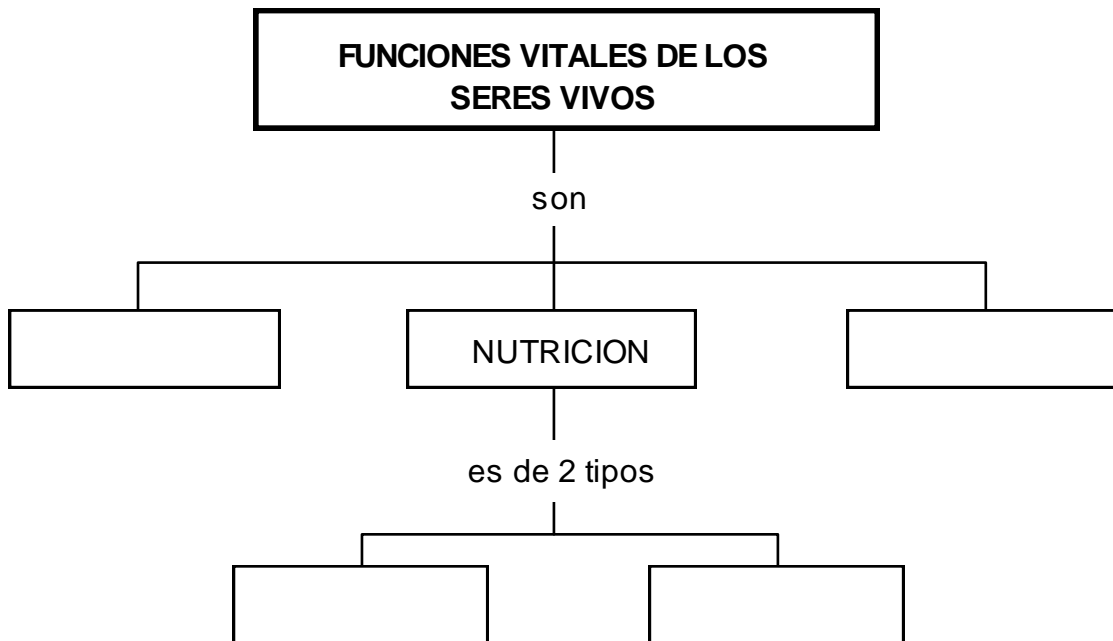 FUNCIONES VITALES DE LOS
SERES VIVOS
son
NUTRICION
es de 2 tipos